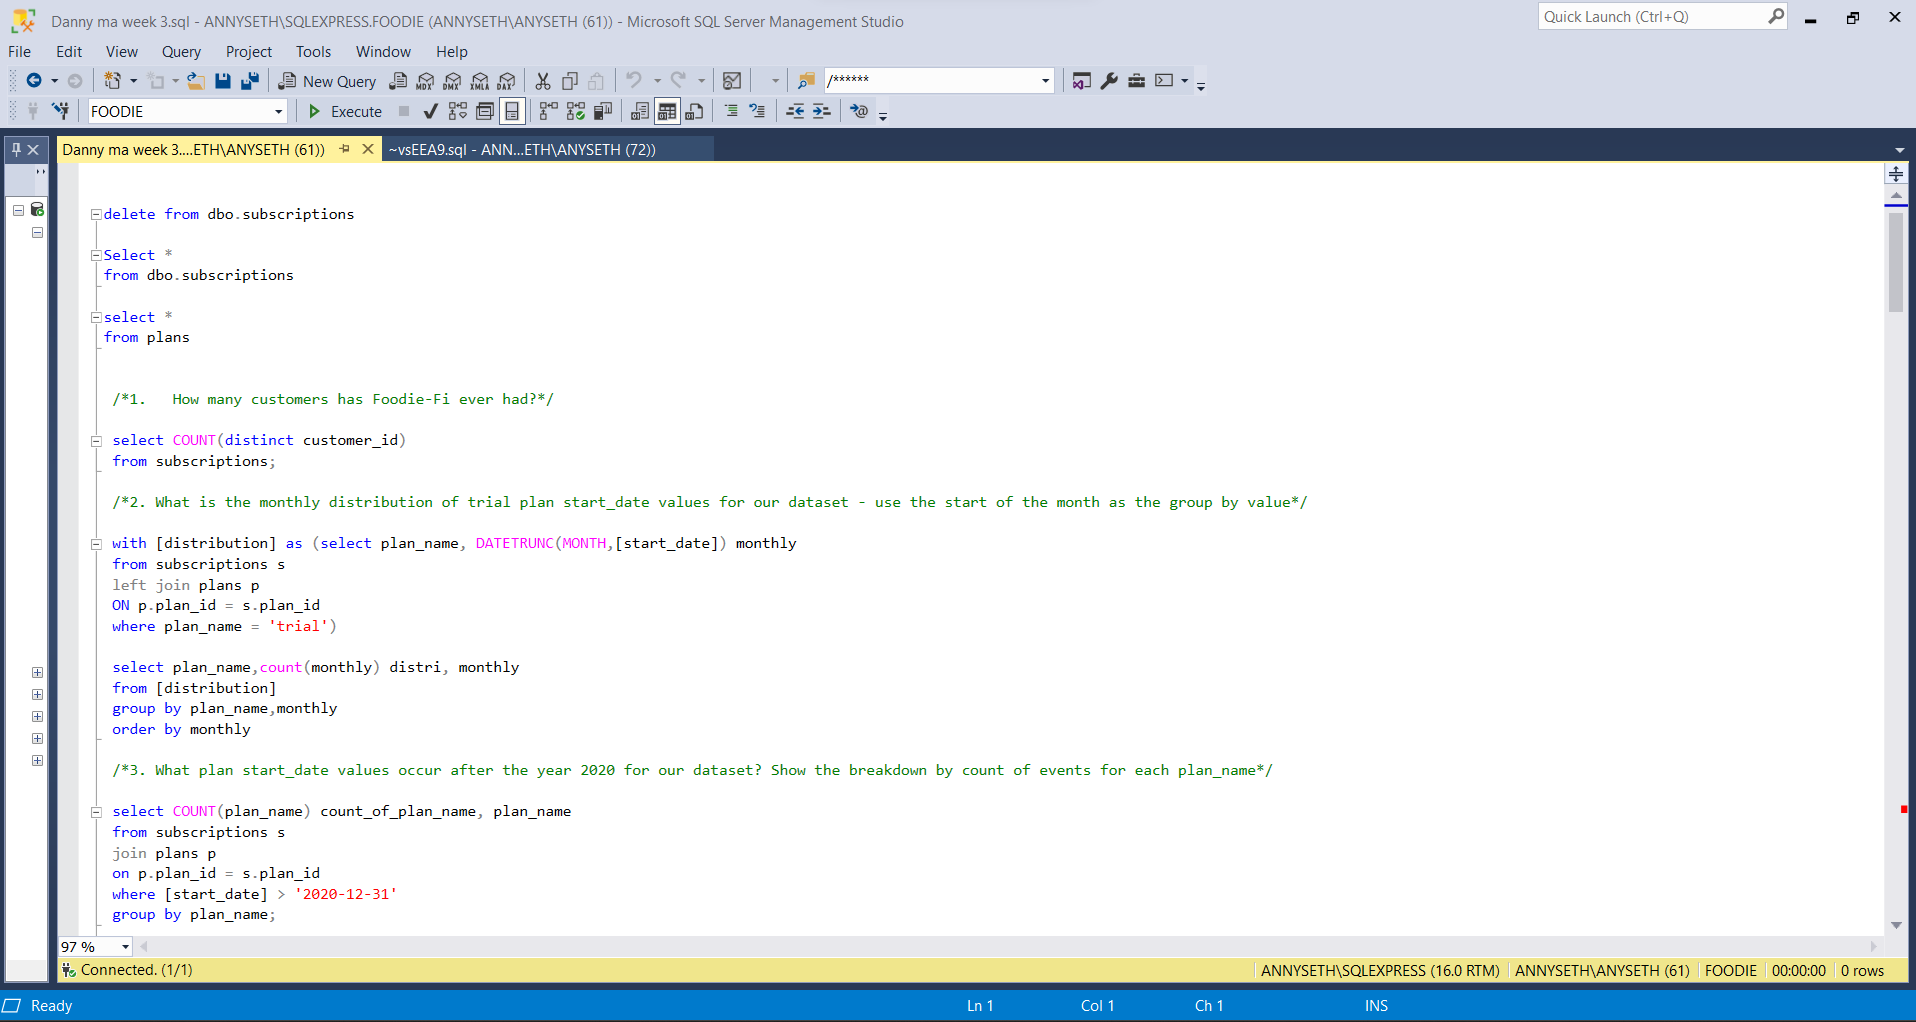 Danny ma week 3.sql - ANNYSETH\SQLEXPRESS.FOODIE (ANNYSETH\ANYSETH (61)) - Microsoft SQL Server Management Studio
Quick Launch (Ctrl+Q)
File Edit View Query Project Tools Window Help
New Query MDX DMX XMLA DAX /******
FOODIE Execute
Danny ma week 3....ETH\ANYSETH (61)) ~vsEEA9.sql - ANN...ETH\ANYSETH (72))
delete from dbo.subscriptions
Select *
from dbo.subscriptions
select *
from plans
/*1.   How many customers has Foodie-Fi ever had?*/
select COUNT(distinct customer_id)
from subscriptions;
/*2. What is the monthly distribution of trial plan start_date values for our dataset - use the start of the month as the group by value*/
with [distribution] as (select plan_name, DATETRUNC(MONTH,[start_date]) monthly
from subscriptions s
left join plans p
ON p.plan_id = s.plan_id
where plan_name = 'trial')
select plan_name,count(monthly) distri, monthly
from [distribution]
group by plan_name,monthly
order by monthly
/*3. What plan start_date values occur after the year 2020 for our dataset? Show the breakdown by count of events for each plan_name*/
select COUNT(plan_name) count_of_plan_name, plan_name
from subscriptions s
join plans p
on p.plan_id = s.plan_id
where [start_date] > '2020-12-31'
group by plan_name;
97 %
Connected. (1/1) ANNYSETH\SQLEXPRESS (16.0 RTM) ANNYSETH\ANYSETH (61) FOODIE 00:00:00 0 rows
Ready Ln 1 Col 1 Ch 1 INS